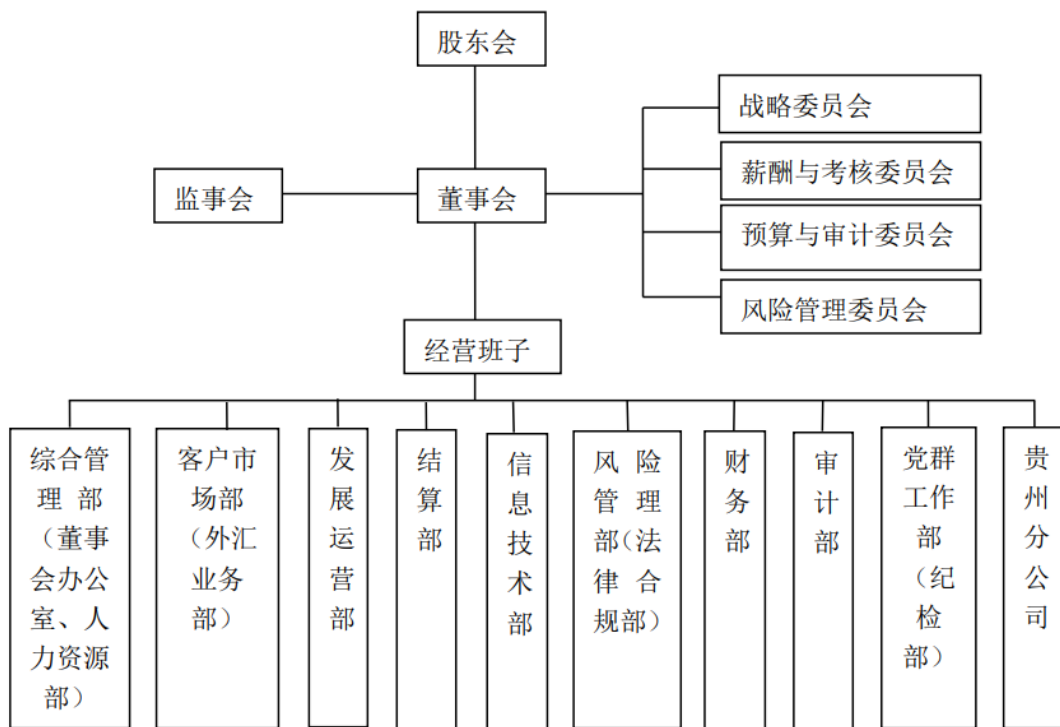 股东会
战略委员会
薪酬与考核委员会
监事会
董事会
预算与审计委员会
风险管理委员会
经营班子
综合管
理 部
（董事
会办公
室、人
力资源
部）
客户市
场部
（外汇
业务
部）
发
展
运
营
部
结
算
部
信
息
技
术
部
风 险
管 理
部（法
律 合
规部）
财
务
部
审
计
部
党群
工作
部
（纪
检
部）
贵
州
分
公
司